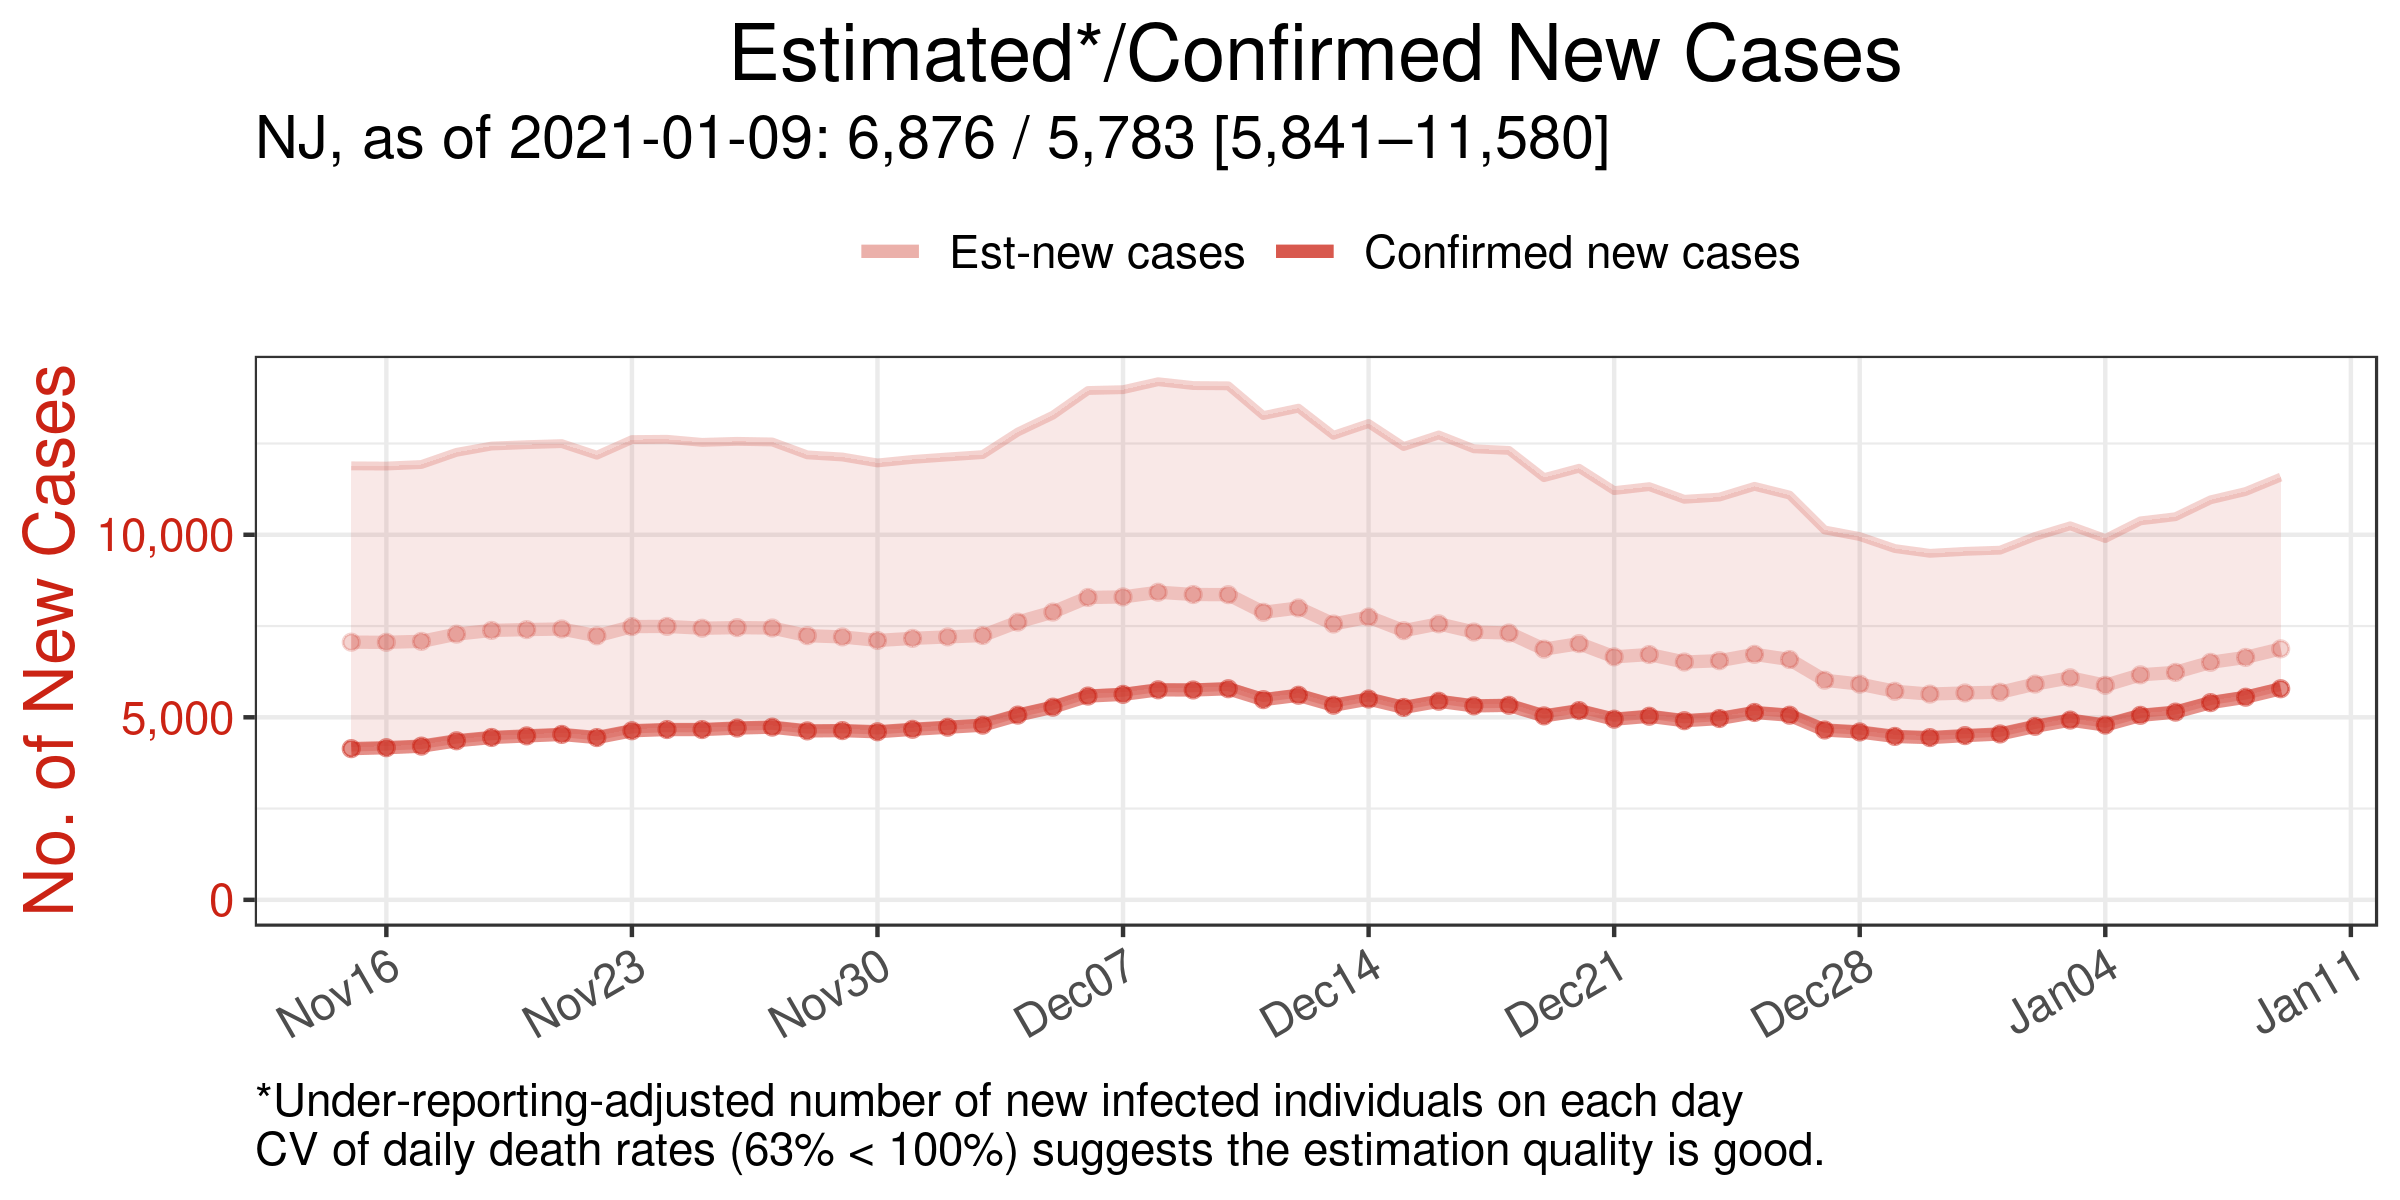 Estimated*/Confirmed New Cases
NJ, as of 2021-01-09: 6,876 / 5,783 [5,841–11,580]
Est-new cases
Confirmed new cases
No. of New Cases
10,000
5,000
0
Nov16
Nov23
Nov30
Dec07
Dec14
Dec21
Dec28
Jan04
Jan11
*Under-reporting-adjusted number of new infected individuals on each day
CV of daily death rates (63% < 100%) suggests the estimation quality is good.